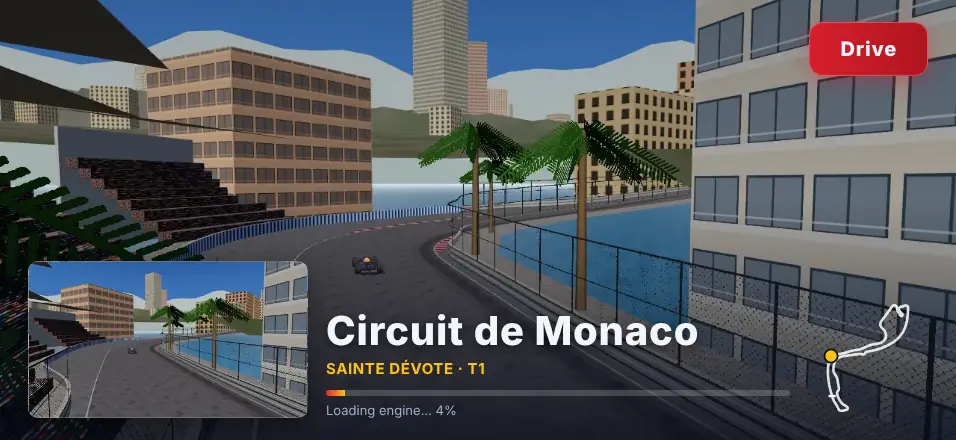 Drive
Circuit de Monaco
SAINTE DÉVOTE · T1
Loading engine... 4%